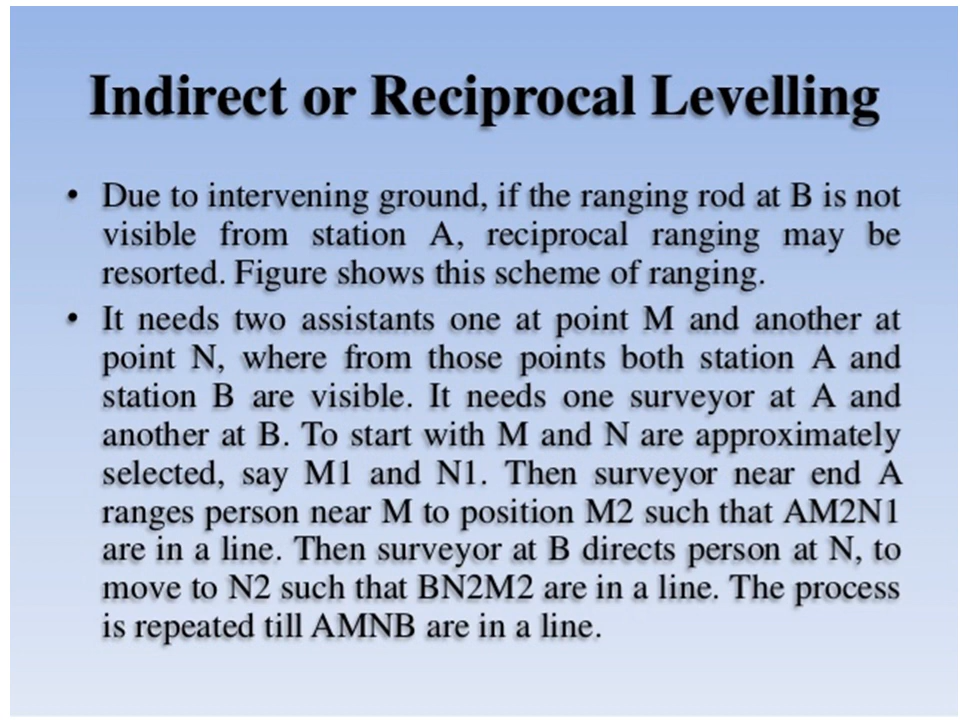 Indirect or Reciprocal Levelling
• Due to intervening ground, if the ranging rod at B is not
visible from station A, reciprocal ranging may be
resorted. Figure shows this scheme of ranging.
• It needs two assistants one at point M and another at
point N, where from those points both station A and
station B are visible. It needs one surveyor at A and
another at B. To start with M and N are approximately
selected, say M1 and N1. Then surveyor near end A
ranges person near M to position M2 such that AM2N1
are in a line. Then surveyor at B directs person at N, to
move to N2 such that BN2M2 are in a line. The process
is repeated till AMNB are in a line.